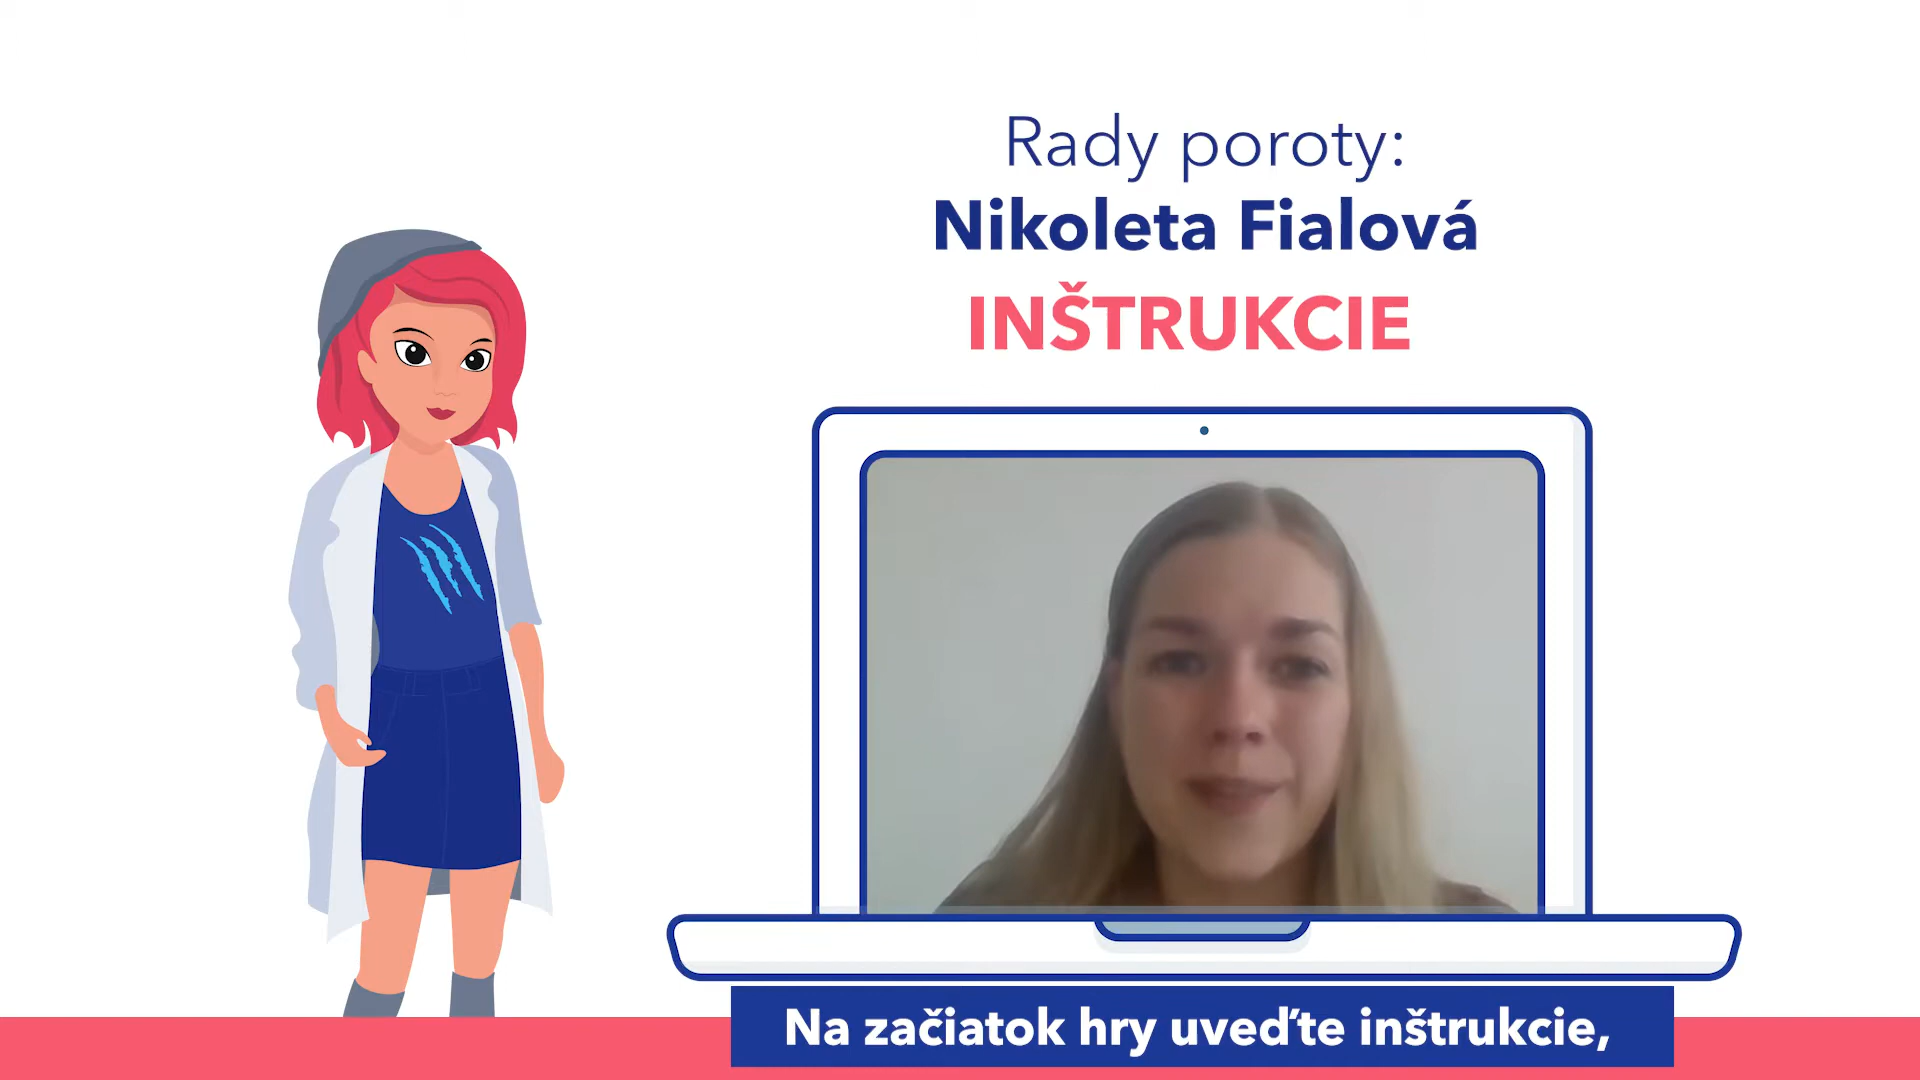 Rady poroty:
Nikoleta Fialová
INŠTRUKCIE
Na začiatok hry uveďte inštrukcie,